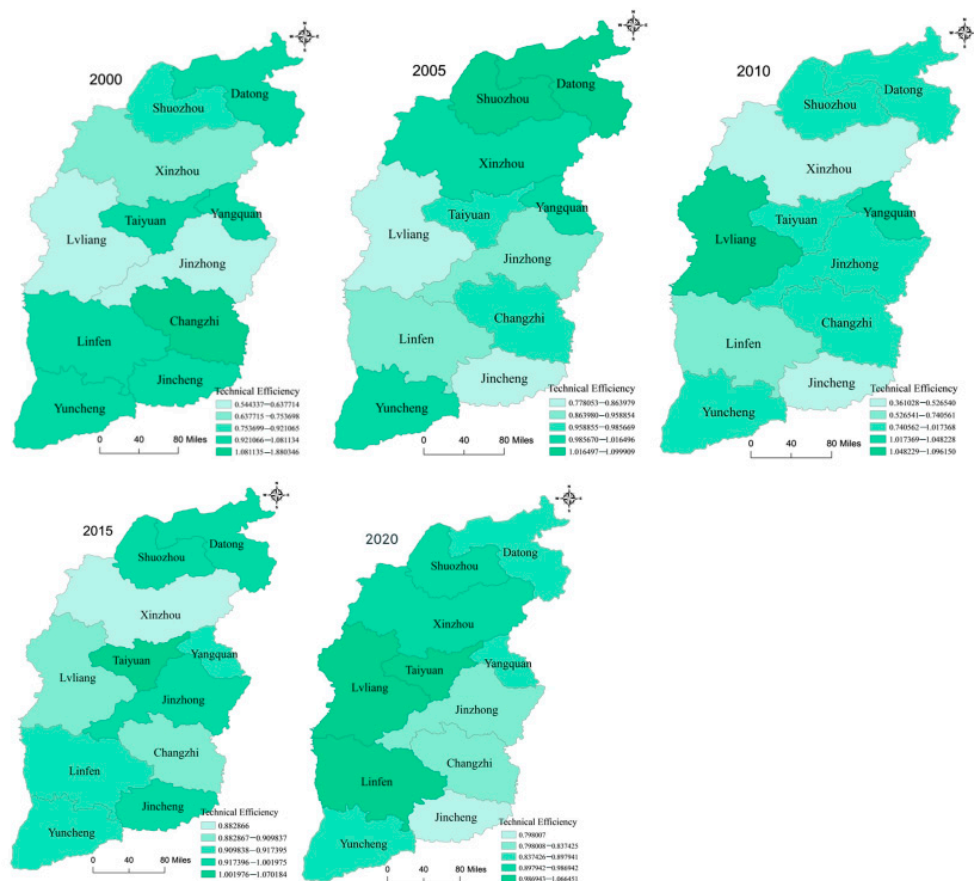 2000
Datong
Shuozhou
Xinzhou
Taiyuan
Yangquan
Lvliang
Jinzhong
Changzhi
Linfen
Jincheng
Yuncheng
Technical Efficiency
0.544337—0.637714
0.637715—0.753698
0.753699—0.921065
0.921066—1.081134
1.081135—1.880346
0 40 80 Miles
2005
Datong
Shuozhou
Xinzhou
Taiyuan
Yangquan
Lvliang
Jinzhong
Changzhi
Linfen
Jincheng
Yuncheng
Technical Efficiency
0.778053—0.863979
0.863980—0.958854
0.958855—0.985669
0.985670—1.016496
1.016497—1.099909
0 40 80 Miles
2010
Datong
Shuozhou
Xinzhou
Taiyuan
Yangquan
Lvliang
Jinzhong
Changzhi
Linfen
Jincheng
Yuncheng
Technical Efficiency
0.361028—0.526540
0.526541—0.740561
0.740562—1.017368
1.017369—1.048228
1.048229—1.096150
0 40 80 Miles
2015
Datong
Shuozhou
Xinzhou
Taiyuan
Yangquan
Lvliang
Jinzhong
Changzhi
Linfen
Jincheng
Yuncheng
Technical Efficiency
0.882866
0.882867—0.909837
0.909838—0.917395
0.917396—1.001975
1.001976—1.070184
0 40 80 Miles
2020
Datong
Shuozhou
Xinzhou
Taiyuan
Yangquan
Lvliang
Jinzhong
Changzhi
Linfen
Jincheng
Yuncheng
Technical Efficiency
0.798007
0.798008—0.837425
0.837426—0.897941
0.897942—0.986942
0.986943—1.066451
0 40 80 Miles